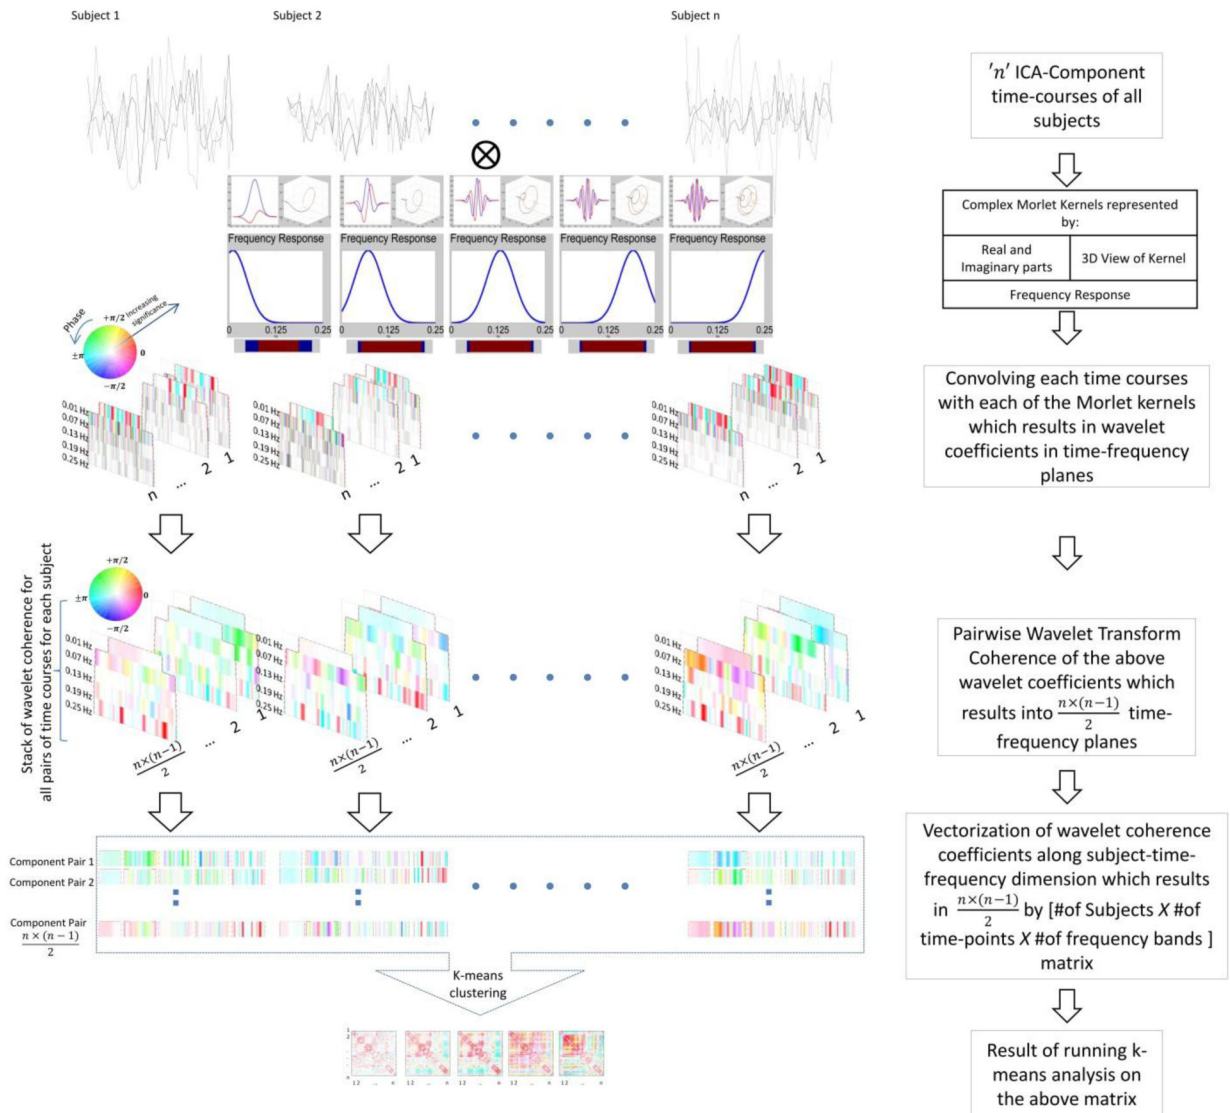 Subject 1
Subject 2
Subject n
'n' ICA-Component
time-courses of all
subjects
Complex Morlet Kernels represented
by:
Real and
Imaginary parts
3D View of Kernel
Frequency Response
Frequency Response
Frequency Response
Frequency Response
Frequency Response
Frequency Response
0 0.125 0.25
0 0.125 0.25
0 0.125 0.25
0 0.125 0.25
0 0.125 0.25
Phase
Increasing
significance
+π/2
±π
0
−π/2
0.01 Hz
0.07 Hz
0.13 Hz
0.19 Hz
0.25 Hz
n ... 2 1
0.01 Hz
0.07 Hz
0.13 Hz
0.19 Hz
0.25 Hz
n ... 2 1
0.01 Hz
0.07 Hz
0.13 Hz
0.19 Hz
0.25 Hz
n ... 2 1
Convolving each time courses
with each of the Morlet kernels
which results in wavelet
coefficients in time-frequency
planes
Stack of wavelet coherence for
all pairs of time courses for each subject
+π/2
±π
0
−π/2
0.01 Hz
0.07 Hz
0.13 Hz
0.19 Hz
0.25 Hz
n×(n−1)/2 ... 2 1
0.01 Hz
0.07 Hz
0.13 Hz
0.19 Hz
0.25 Hz
n×(n−1)/2 ... 2 1
0.01 Hz
0.07 Hz
0.13 Hz
0.19 Hz
0.25 Hz
n×(n−1)/2 ... 2 1
Pairwise Wavelet Transform
Coherence of the above
wavelet coefficients which
results into n×(n−1)/2 time-
frequency planes
Component Pair 1
Component Pair 2
Component Pair
n×(n−1)/2
Vectorization of wavelet coherence
coefficients along subject-time-
frequency dimension which results
in n×(n−1)/2 by [#of Subjects X #of
time-points X #of frequency bands ]
matrix
K-means
clustering
1
2
n
1 2 ... n
1 2 ... n
1 2 ... n
1 2 ... n
1 2 ... n
Result of running k-
means analysis on
the above matrix